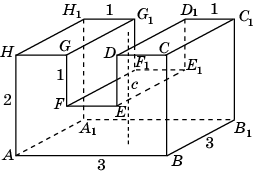 H₁ 1 G₁ D₁ 1 C₁
H G D C
1 F₁ E₁
2 F E c
A₁ B₁
A 3 B 3